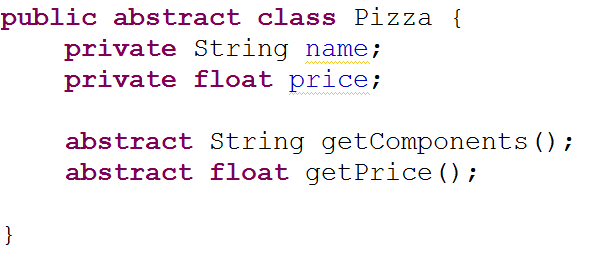 public abstract class Pizza {
    private String name;
    private float price;

    abstract String getComponents();
    abstract float getPrice();

}